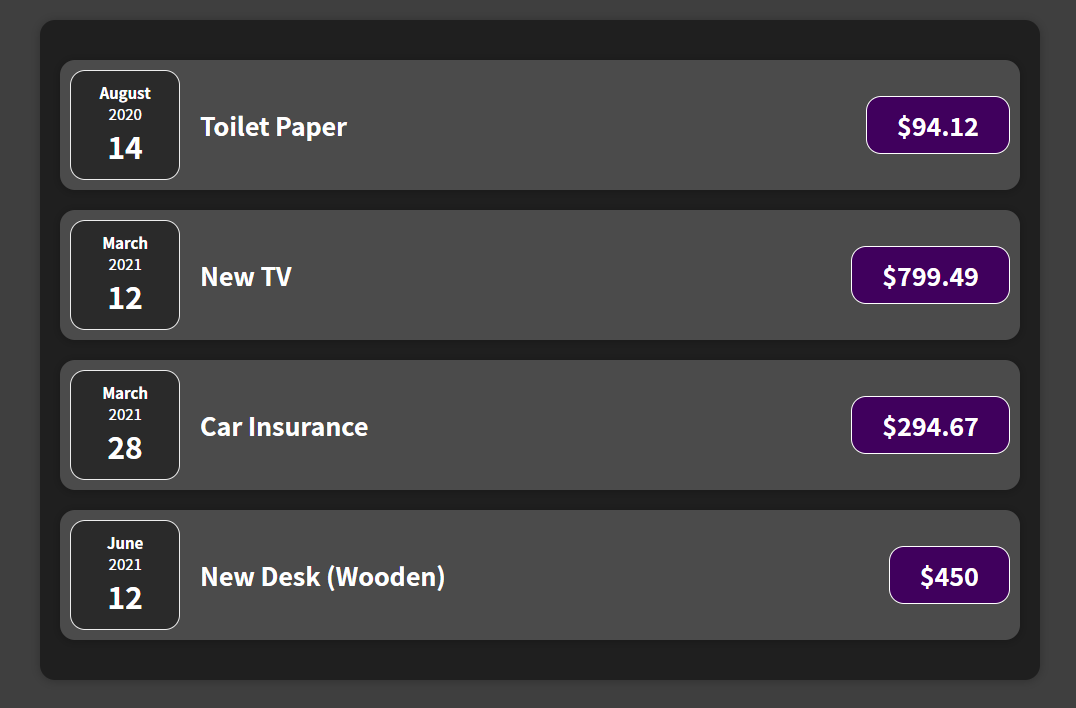 August
2020
14
Toilet Paper
$94.12
March
2021
12
New TV
$799.49
March
2021
28
Car Insurance
$294.67
June
2021
12
New Desk (Wooden)
$450